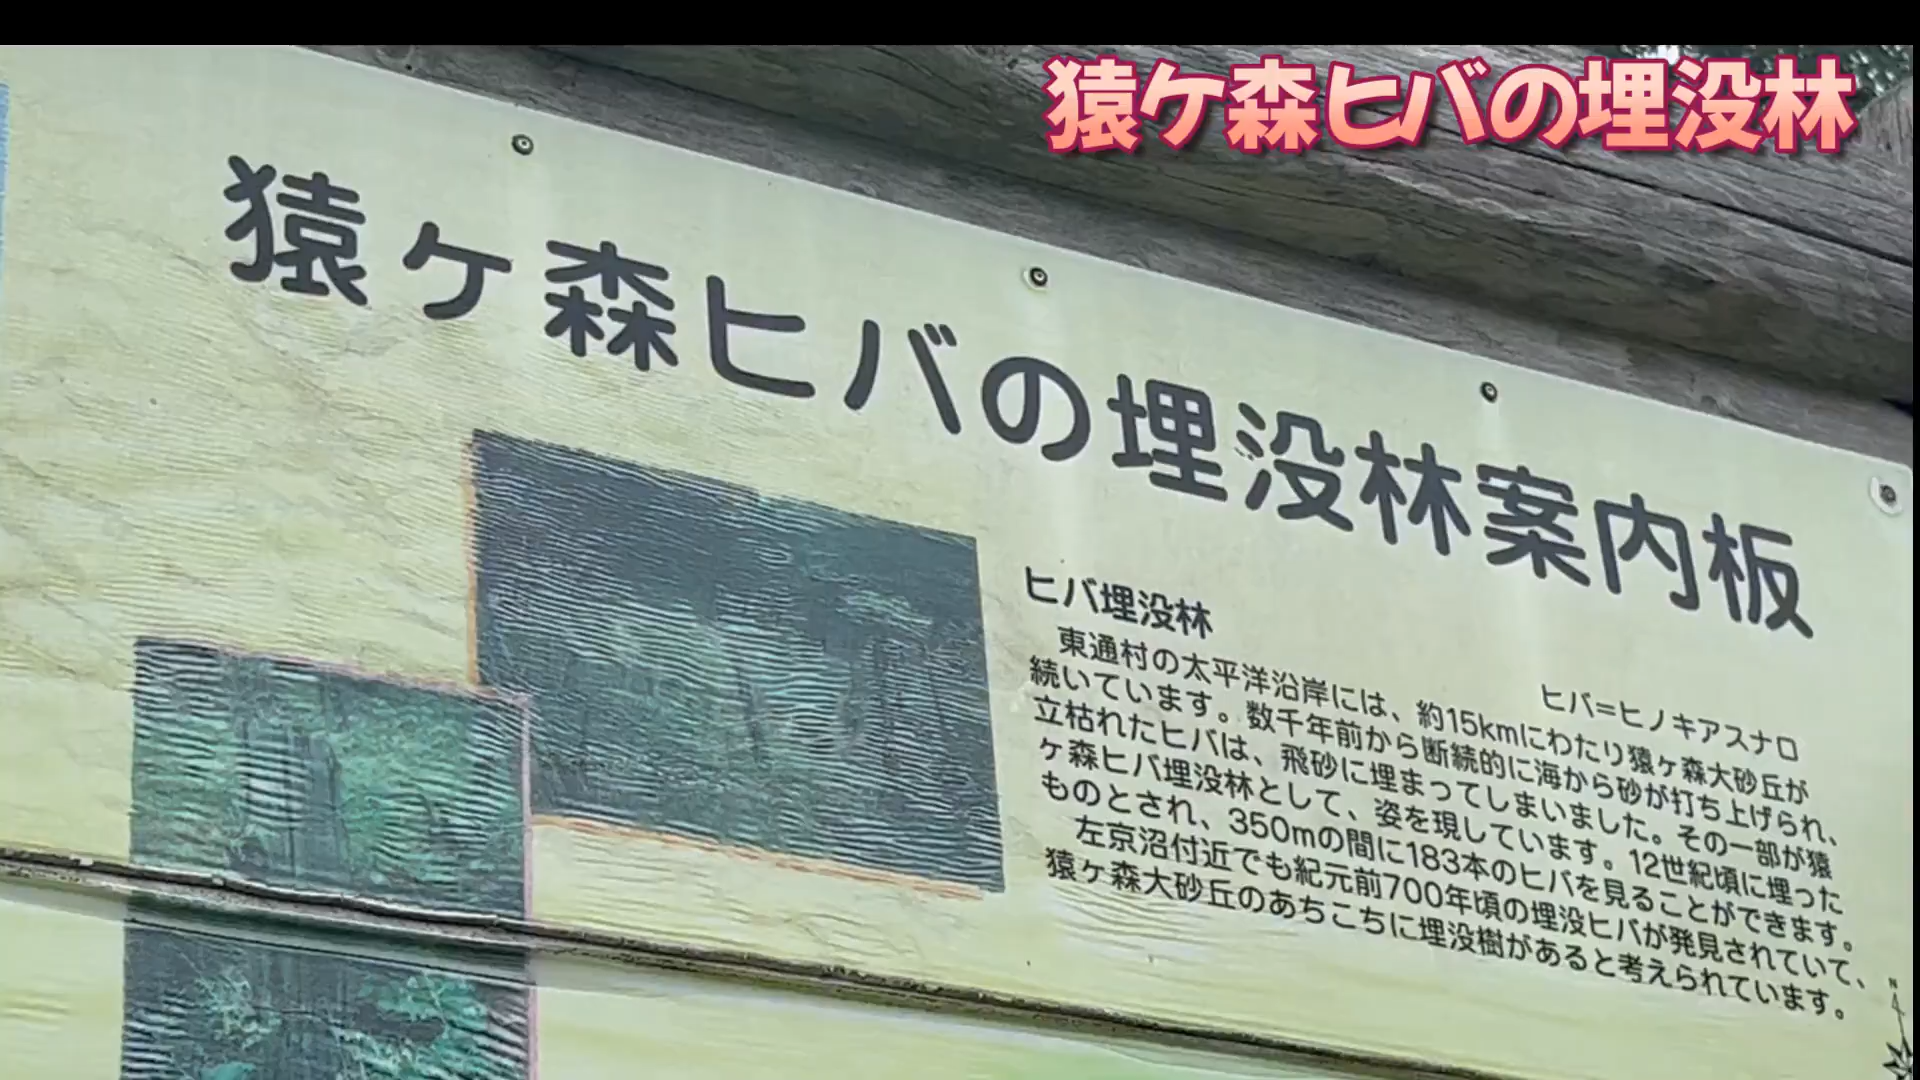 猿ケ森ヒバの埋没林
猿ヶ森ヒバの埋没林案内板
ヒバ埋没林
ヒバ=ヒノキアスナロ
東通村の太平洋沿岸には、約15kmにわたり猿ヶ森大砂丘が
続いています。数千年前から断続的に海から砂が打ち上げられ、
立枯れたヒバは、飛砂に埋まってしまいました。その一部が猿
ヶ森ヒバ埋没林として、姿を現しています。12世紀頃に埋った
ものとされ、350mの間に183本のヒバを見ることができます。
左京沼付近でも紀元前700年頃の埋没ヒバが発見されていて、
猿ヶ森大砂丘のあちこちに埋没樹があると考えられています。
N